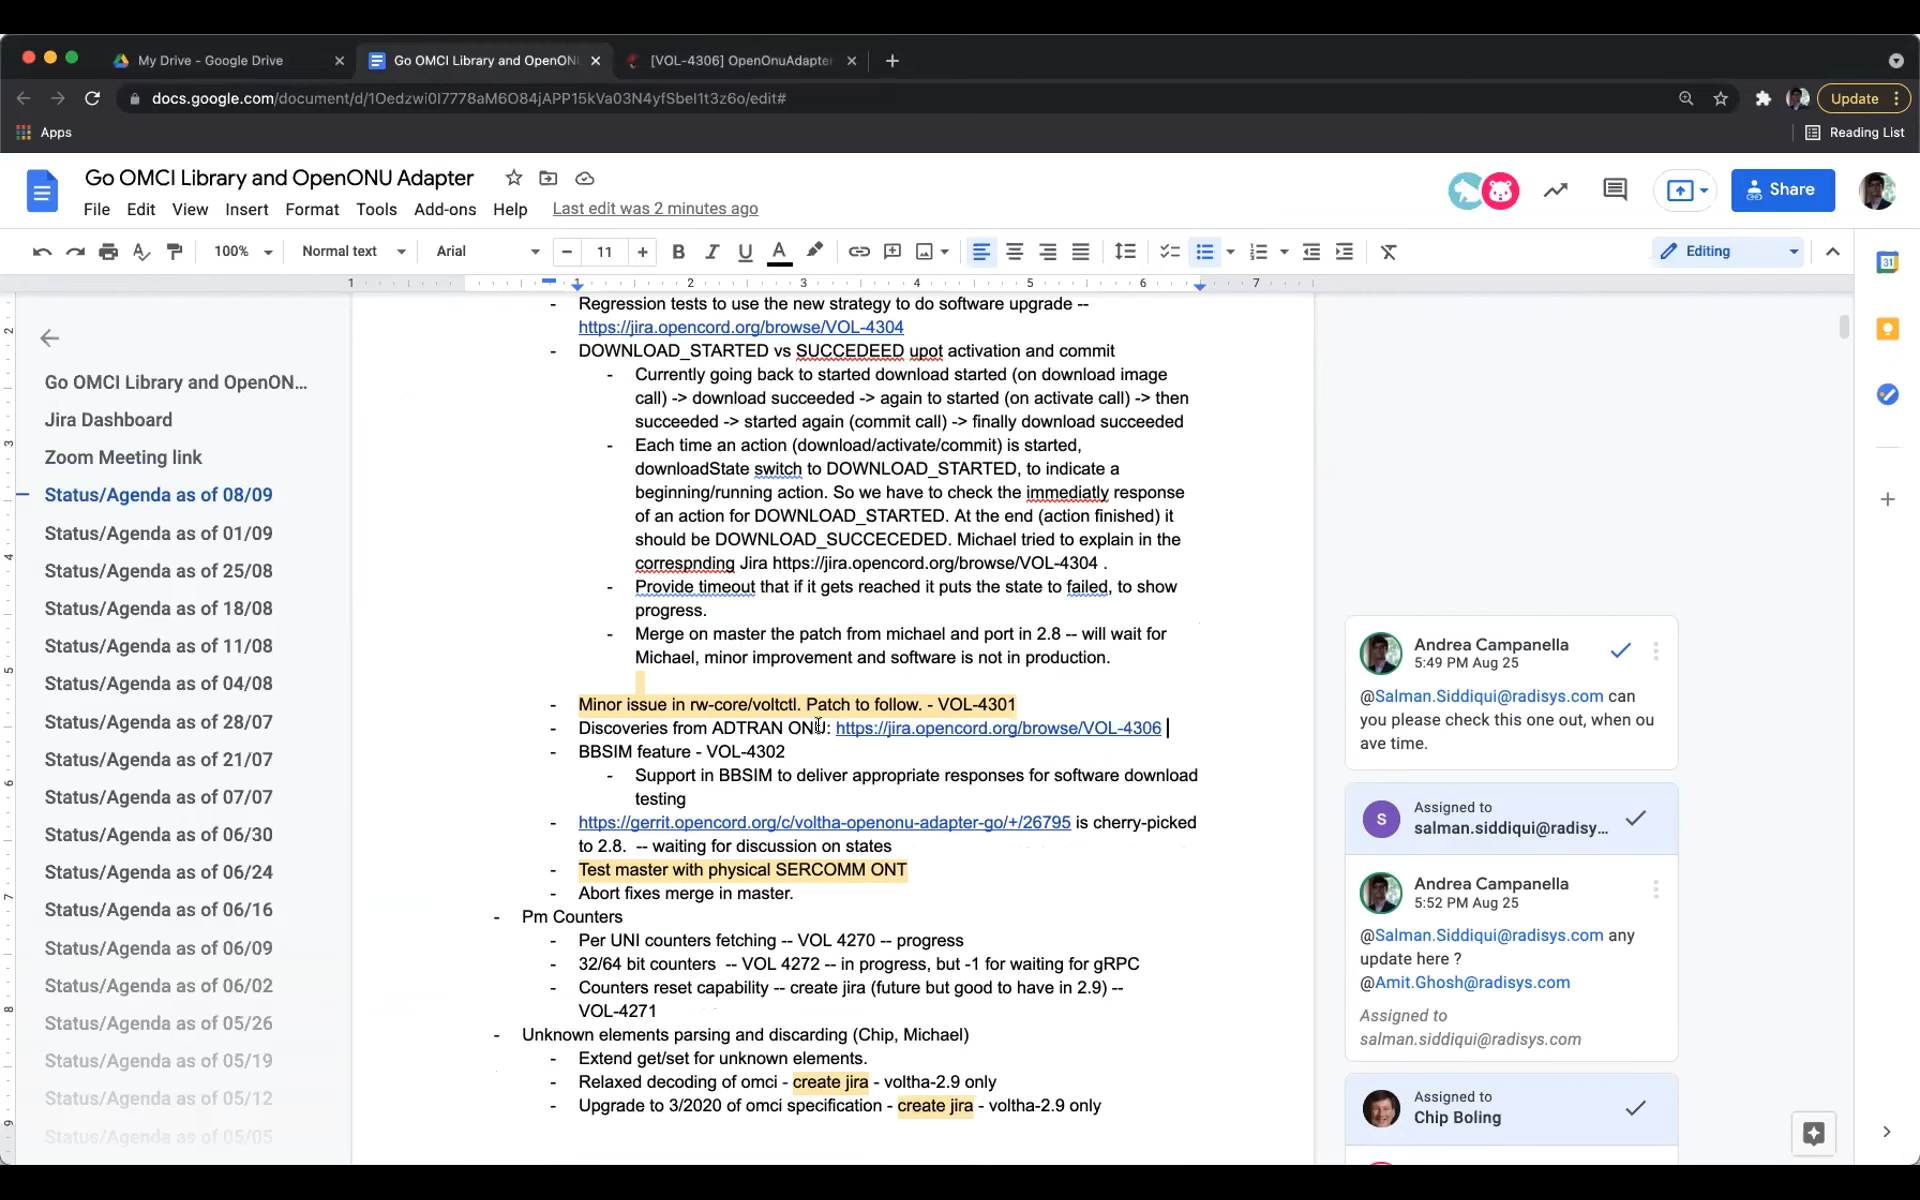 My Drive - Google Drive
Go OMCI Library and OpenON
[VOL-4306] OpenOnuAdapter
docs.google.com/document/d/1Oedzwi0I7778aM6O84jAPP15kVa03N4yfSbel1t3z6o/edit#
Update
Apps
Reading List
Go OMCI Library and OpenONU Adapter
File Edit View Insert Format Tools Add-ons Help Last edit was 2 minutes ago
Share
100% Normal text Arial 11 Editing
1 1 2 3 4 5 6 7
Go OMCI Library and OpenON...
Jira Dashboard
Zoom Meeting link
Status/Agenda as of 08/09
Status/Agenda as of 01/09
Status/Agenda as of 25/08
Status/Agenda as of 18/08
Status/Agenda as of 11/08
Status/Agenda as of 04/08
Status/Agenda as of 28/07
Status/Agenda as of 21/07
Status/Agenda as of 07/07
Status/Agenda as of 06/30
Status/Agenda as of 06/24
Status/Agenda as of 06/16
Status/Agenda as of 06/09
Status/Agenda as of 06/02
Status/Agenda as of 05/26
Status/Agenda as of 05/19
Status/Agenda as of 05/12
Status/Agenda as of 05/05
- Regression tests to use the new strategy to do software upgrade --
https://jira.opencord.org/browse/VOL-4304
- DOWNLOAD_STARTED vs SUCCEDEED upot activation and commit
- Currently going back to started download started (on download image
call) -> download succeeded -> again to started (on activate call) -> then
succeeded -> started again (commit call) -> finally download succeeded
- Each time an action (download/activate/commit) is started,
downloadState switch to DOWNLOAD_STARTED, to indicate a
beginning/running action. So we have to check the immediatly response
of an action for DOWNLOAD_STARTED. At the end (action finished) it
should be DOWNLOAD_SUCCECEDED. Michael tried to explain in the
correspnding Jira https://jira.opencord.org/browse/VOL-4304 .
- Provide timeout that if it gets reached it puts the state to failed, to show
progress.
- Merge on master the patch from michael and port in 2.8 -- will wait for
Michael, minor improvement and software is not in production.
- Minor issue in rw-core/voltctl. Patch to follow. - VOL-4301
- Discoveries from ADTRAN ONU: https://jira.opencord.org/browse/VOL-4306
- BBSIM feature - VOL-4302
- Support in BBSIM to deliver appropriate responses for software download
testing
- https://gerrit.opencord.org/c/voltha-openonu-adapter-go/+/26795 is cherry-picked
to 2.8. -- waiting for discussion on states
- Test master with physical SERCOMM ONT
- Abort fixes merge in master.
- Pm Counters
- Per UNI counters fetching -- VOL 4270 -- progress
- 32/64 bit counters -- VOL 4272 -- in progress, but -1 for waiting for gRPC
- Counters reset capability -- create jira (future but good to have in 2.9) --
VOL-4271
- Unknown elements parsing and discarding (Chip, Michael)
- Extend get/set for unknown elements.
- Relaxed decoding of omci - create jira - voltha-2.9 only
- Upgrade to 3/2020 of omci specification - create jira - voltha-2.9 only
Andrea Campanella
5:49 PM Aug 25
@Salman.Siddiqui@radisys.com can
you please check this one out, when ou
ave time.
S
Assigned to
salman.siddiqui@radisy...
Andrea Campanella
5:52 PM Aug 25
@Salman.Siddiqui@radisys.com any
update here ?
@Amit.Ghosh@radisys.com
Assigned to
salman.siddiqui@radisys.com
Assigned to
Chip Boling
31
2
3
4
5
6
7
8
9